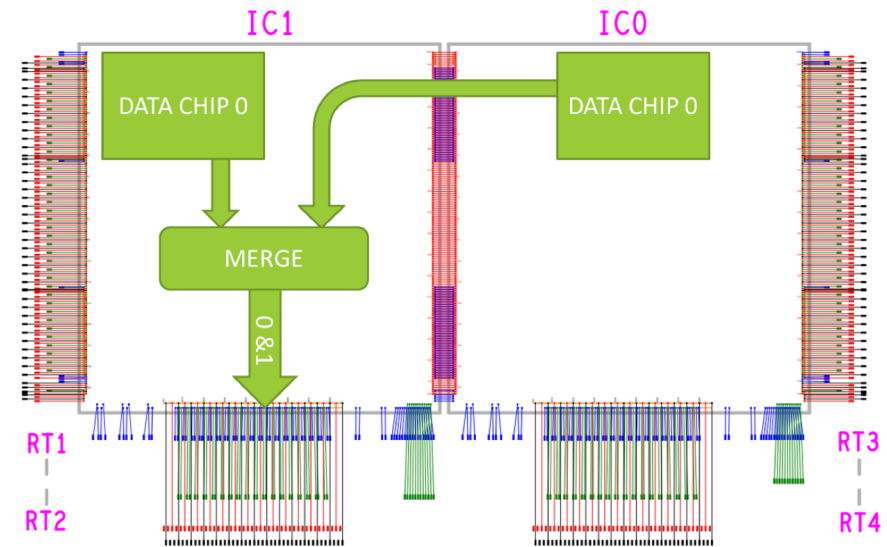 IC1
IC0
DATA CHIP 0
DATA CHIP 0
MERGE
0 &1
RT1
RT2
RT3
RT4